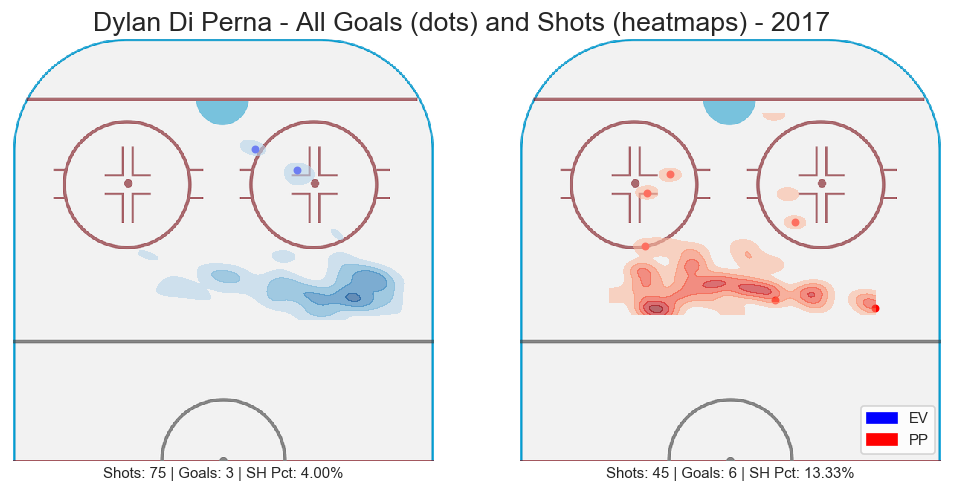 Dylan Di Perna - All Goals (dots) and Shots (heatmaps) - 2017
EV
PP
Shots: 75 | Goals: 3 | SH Pct: 4.00%
Shots: 45 | Goals: 6 | SH Pct: 13.33%